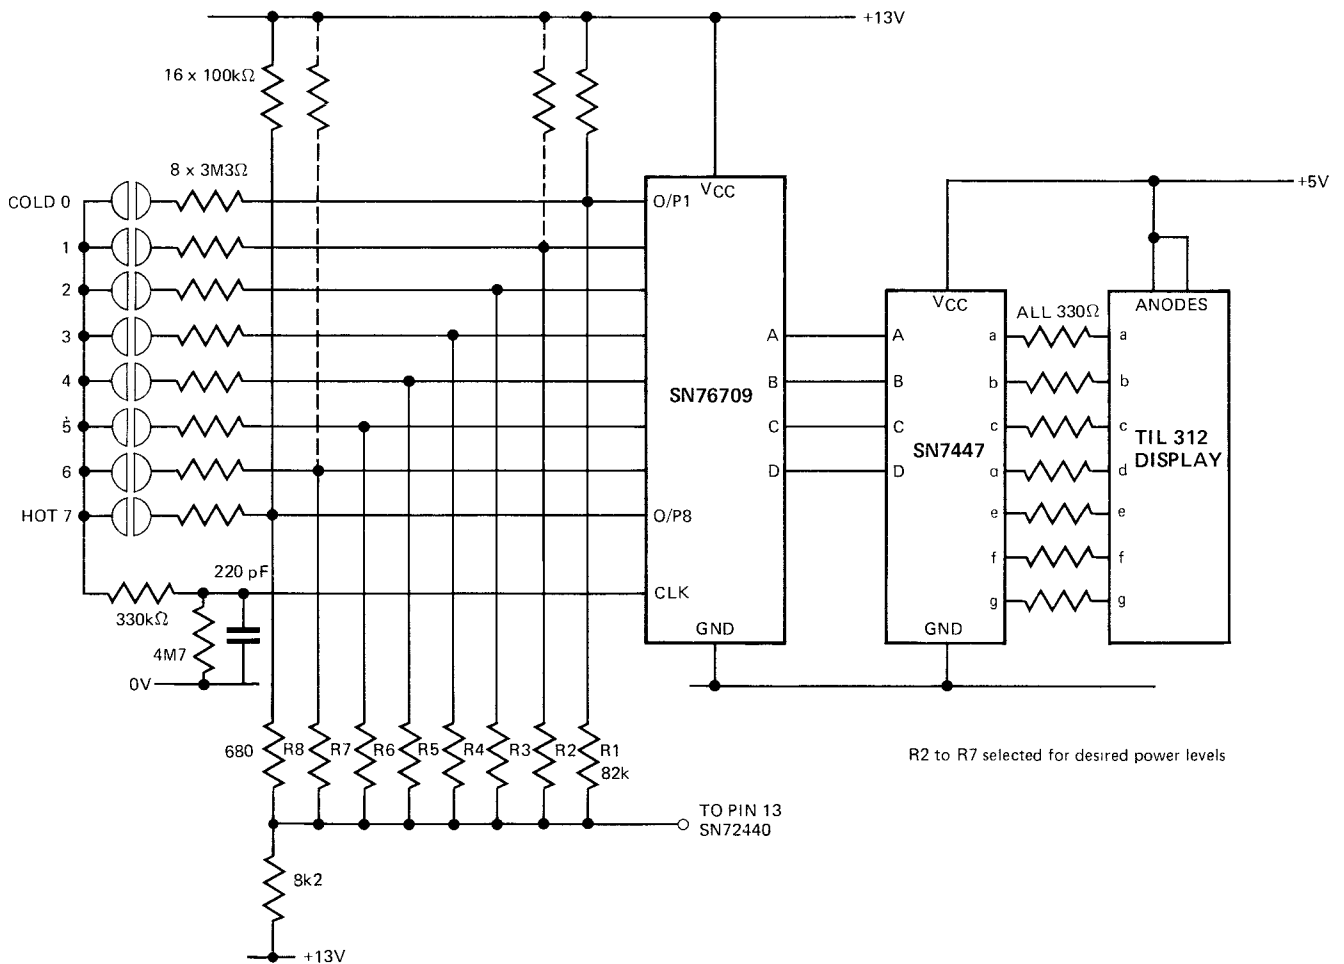 +13V
16 x 100kΩ
8 x 3M3Ω
COLD 0
1
2
3
4
5
6
HOT 7
330kΩ
220 pF
4M7
0V
VCC
O/P1
A
B
C
D
SN76709
O/P8
CLK
GND
+5V
VCC
A
B
C
D
SN7447
a
b
c
d
e
f
g
GND
ALL 330Ω
ANODES
a
b
c
d
e
f
g
TIL 312
DISPLAY
680
R8
R7
R6
R5
R4
R3
R2
R1
82k
R2 to R7 selected for desired power levels
TO PIN 13
SN72440
8k2
+13V